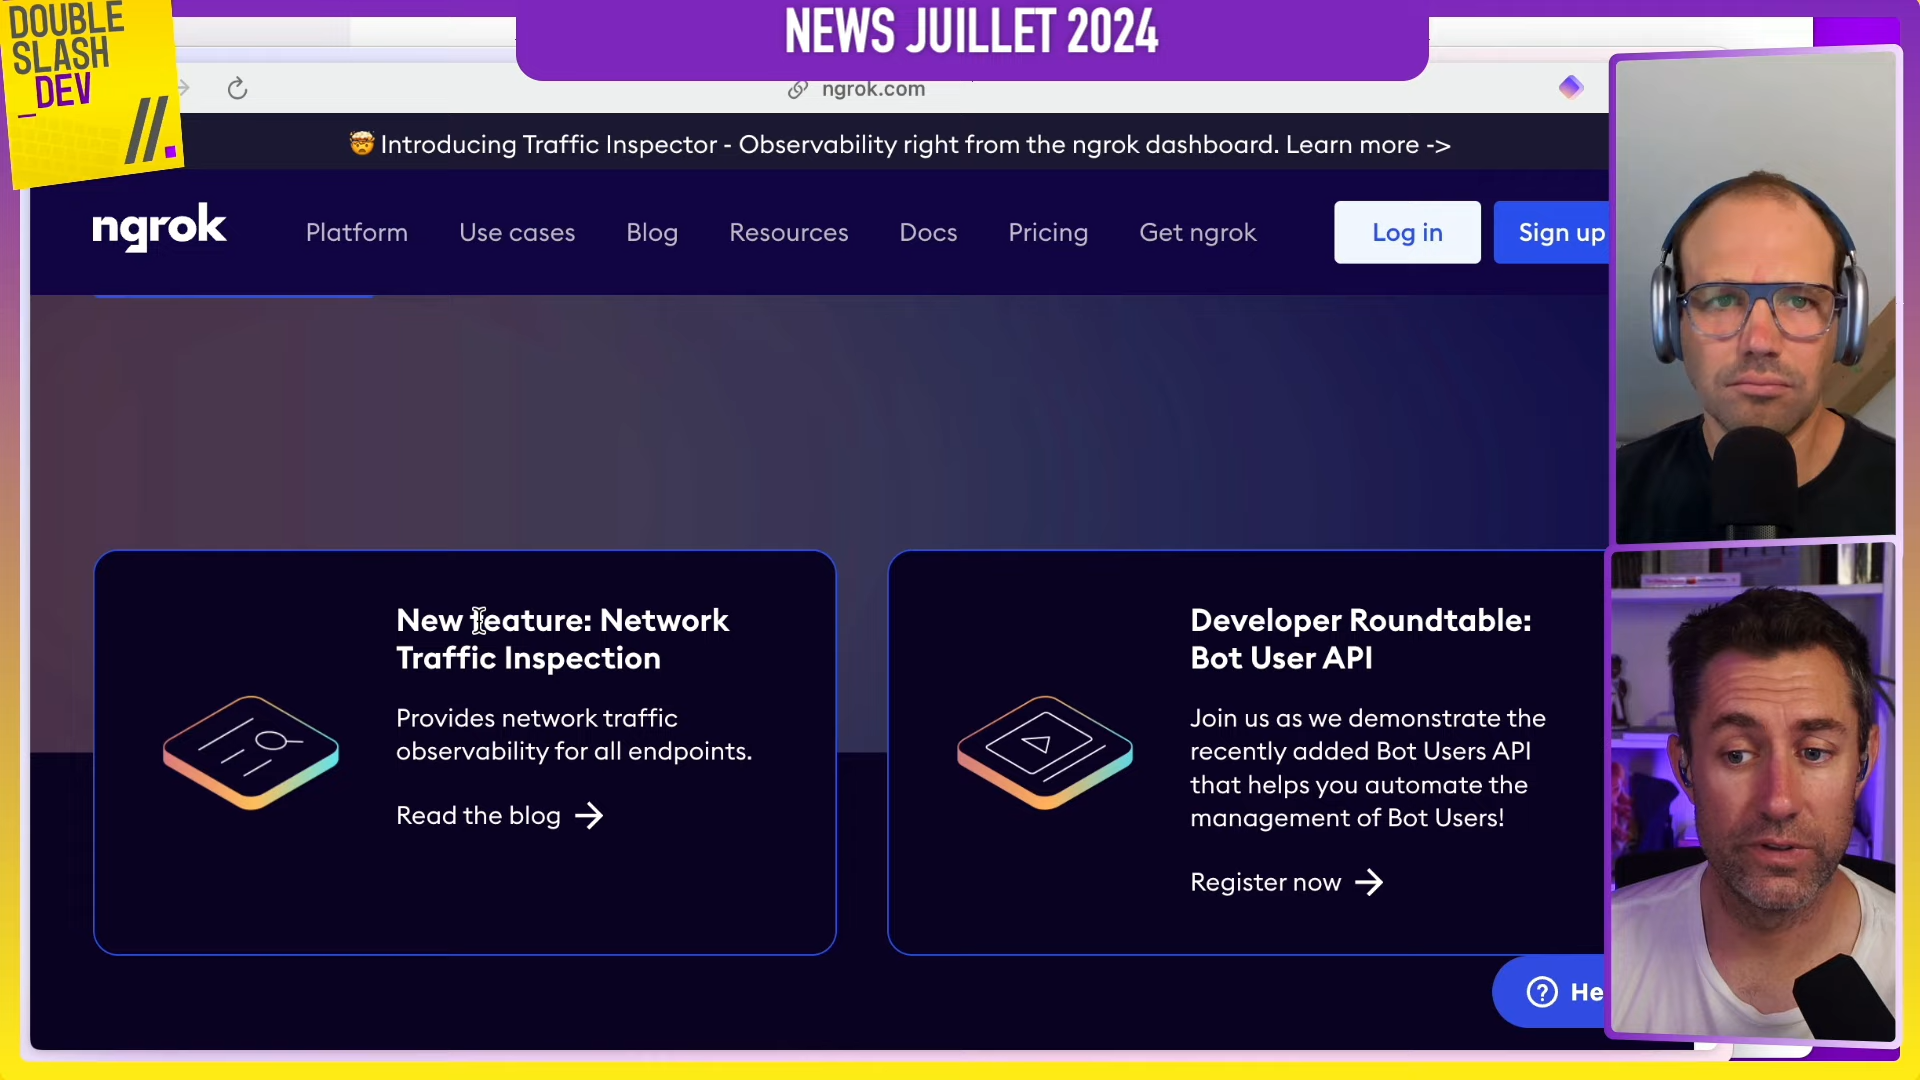 DOUBLE
SLASH
_DEV
//.
NEWS JUILLET 2024
ngrok.com
🤯 Introducing Traffic Inspector - Observability right from the ngrok dashboard. Learn more ->
ngrok
Platform
Use cases
Blog
Resources
Docs
Pricing
Get ngrok
Log in
Sign up
New feature: Network
Traffic Inspection
Provides network traffic
observability for all endpoints.
Read the blog →
Developer Roundtable:
Bot User API
Join us as we demonstrate the
recently added Bot Users API
that helps you automate the
management of Bot Users!
Register now →
? He